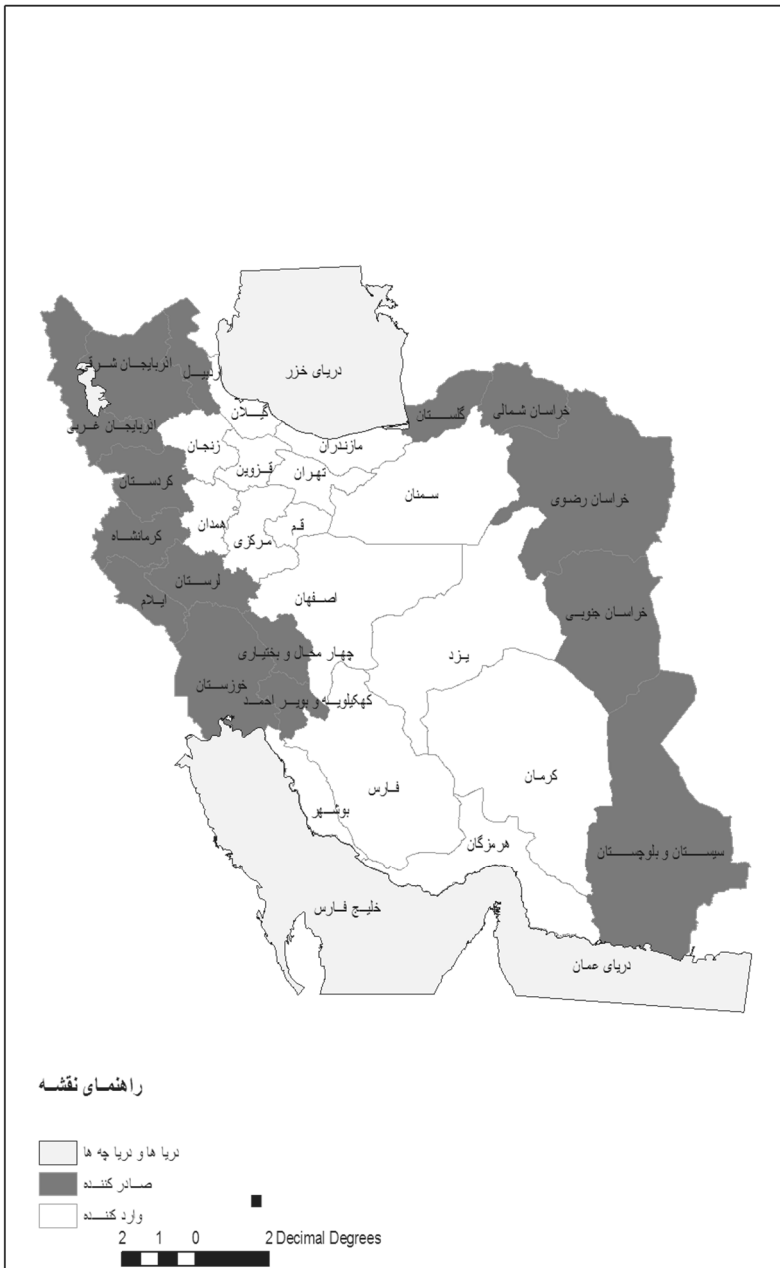 دریای خزر
آذربایجان شرقی
اردبیل
گیلان
گلستان
خراسان شمالی
آذربایجان غربی
زنجان
مازندران
قزوین
تهران
کردستان
سمنان
خراسان رضوی
همدان
قم
کرمانشاه
مرکزی
لرستان
ایلام
اصفهان
خراسان جنوبی
چهار محال و بختیاری
یزد
خوزستان
کهکیلویه و بویر احمد
کرمان
فارس
بوشهر
هرمزگان
سیستان و بلوچستان
خلیج فارس
دریای عمان
راهنمای نقشه
دریا ها و دریا چه ها
صادر کننده
وارد کننده
2 1 0 2 Decimal Degrees